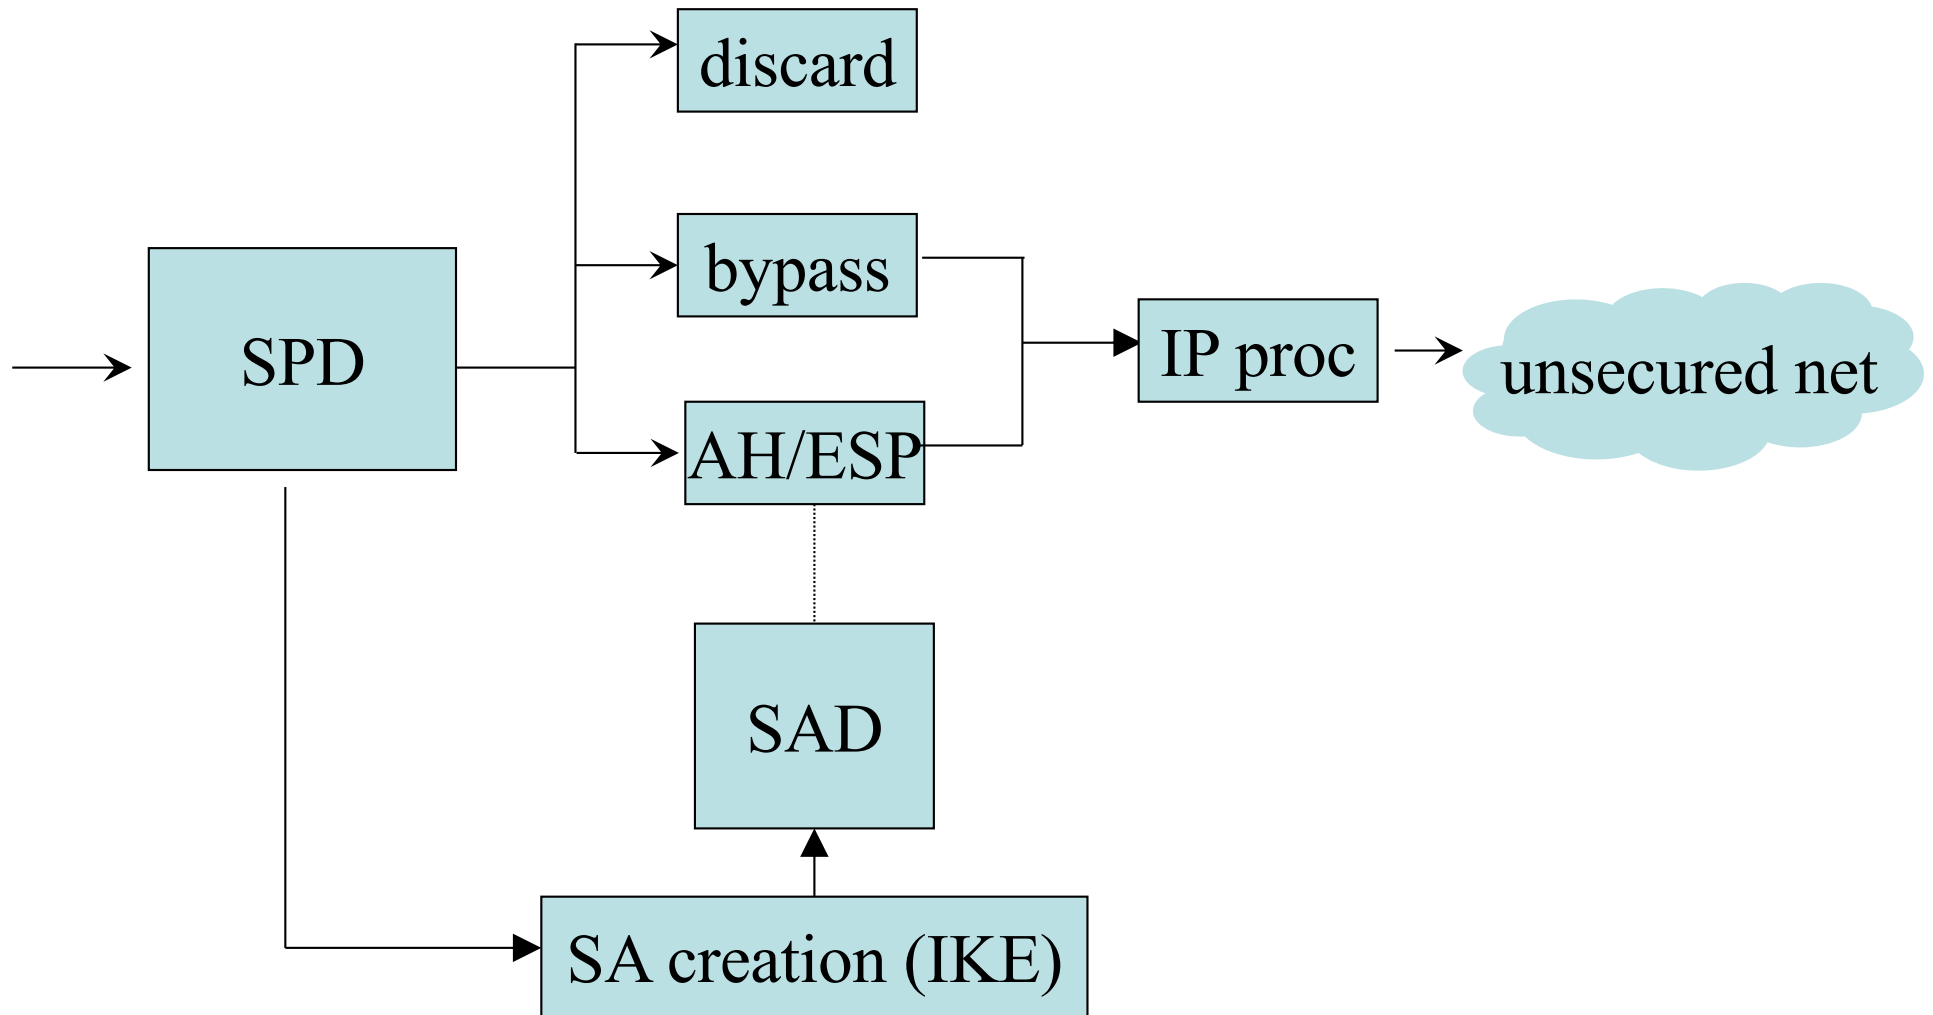 discard
bypass
SPD
IP proc
unsecured net
AH/ESP
SAD
SA creation (IKE)